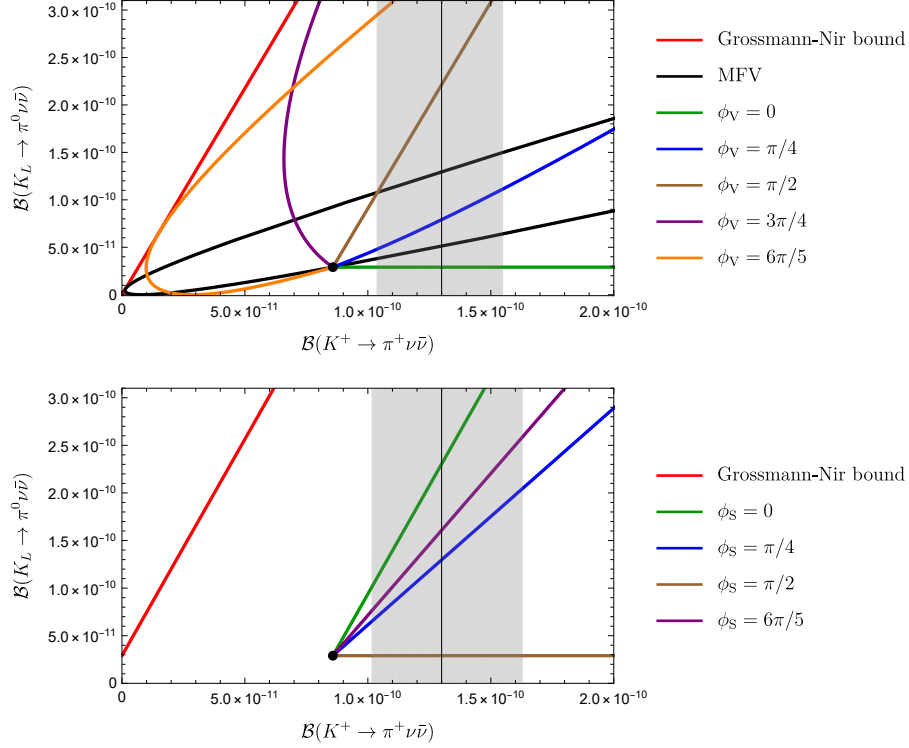 3.0 × 10⁻¹⁰
2.5 × 10⁻¹⁰
2.0 × 10⁻¹⁰
1.5 × 10⁻¹⁰
1.0 × 10⁻¹⁰
5.0 × 10⁻¹¹
0
B(K_L → π⁰νν̄)
0 5.0 × 10⁻¹¹ 1.0 × 10⁻¹⁰ 1.5 × 10⁻¹⁰ 2.0 × 10⁻¹⁰
B(K⁺ → π⁺νν̄)
Grossmann-Nir bound
MFV
ϕ_V = 0
ϕ_V = π/4
ϕ_V = π/2
ϕ_V = 3π/4
ϕ_V = 6π/5
3.0 × 10⁻¹⁰
2.5 × 10⁻¹⁰
2.0 × 10⁻¹⁰
1.5 × 10⁻¹⁰
1.0 × 10⁻¹⁰
5.0 × 10⁻¹¹
0
B(K_L → π⁰νν̄)
0 5.0 × 10⁻¹¹ 1.0 × 10⁻¹⁰ 1.5 × 10⁻¹⁰ 2.0 × 10⁻¹⁰
B(K⁺ → π⁺νν̄)
Grossmann-Nir bound
ϕ_S = 0
ϕ_S = π/4
ϕ_S = π/2
ϕ_S = 6π/5